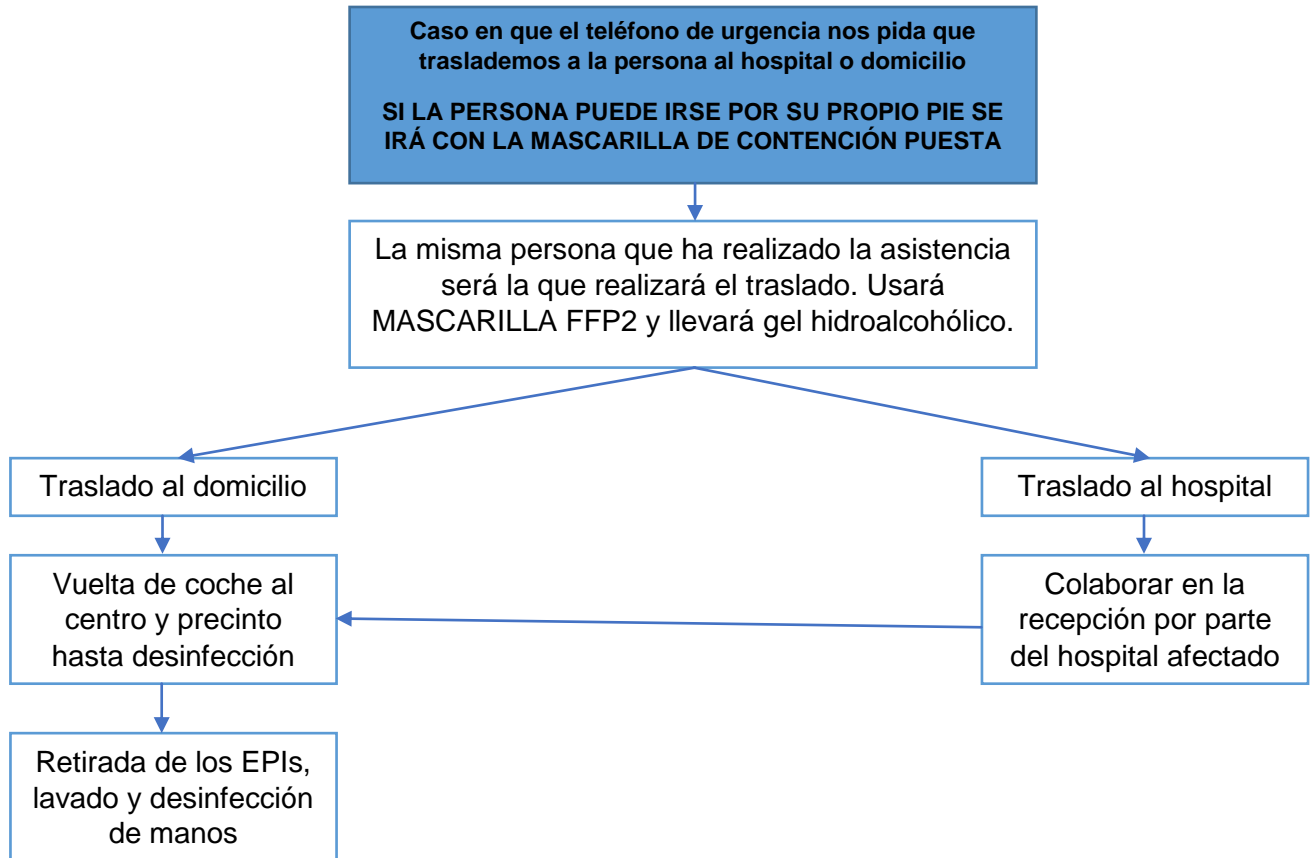 Caso en que el teléfono de urgencia nos pida que
traslademos a la persona al hospital o domicilio
SI LA PERSONA PUEDE IRSE POR SU PROPIO PIE SE
IRÁ CON LA MASCARILLA DE CONTENCIÓN PUESTA
La misma persona que ha realizado la asistencia
será la que realizará el traslado. Usará
MASCARILLA FFP2 y llevará gel hidroalcohólico.
Traslado al domicilio
Traslado al hospital
Vuelta de coche al
centro y precinto
hasta desinfección
Colaborar en la
recepción por parte
del hospital afectado
Retirada de los EPIs,
lavado y desinfección
de manos